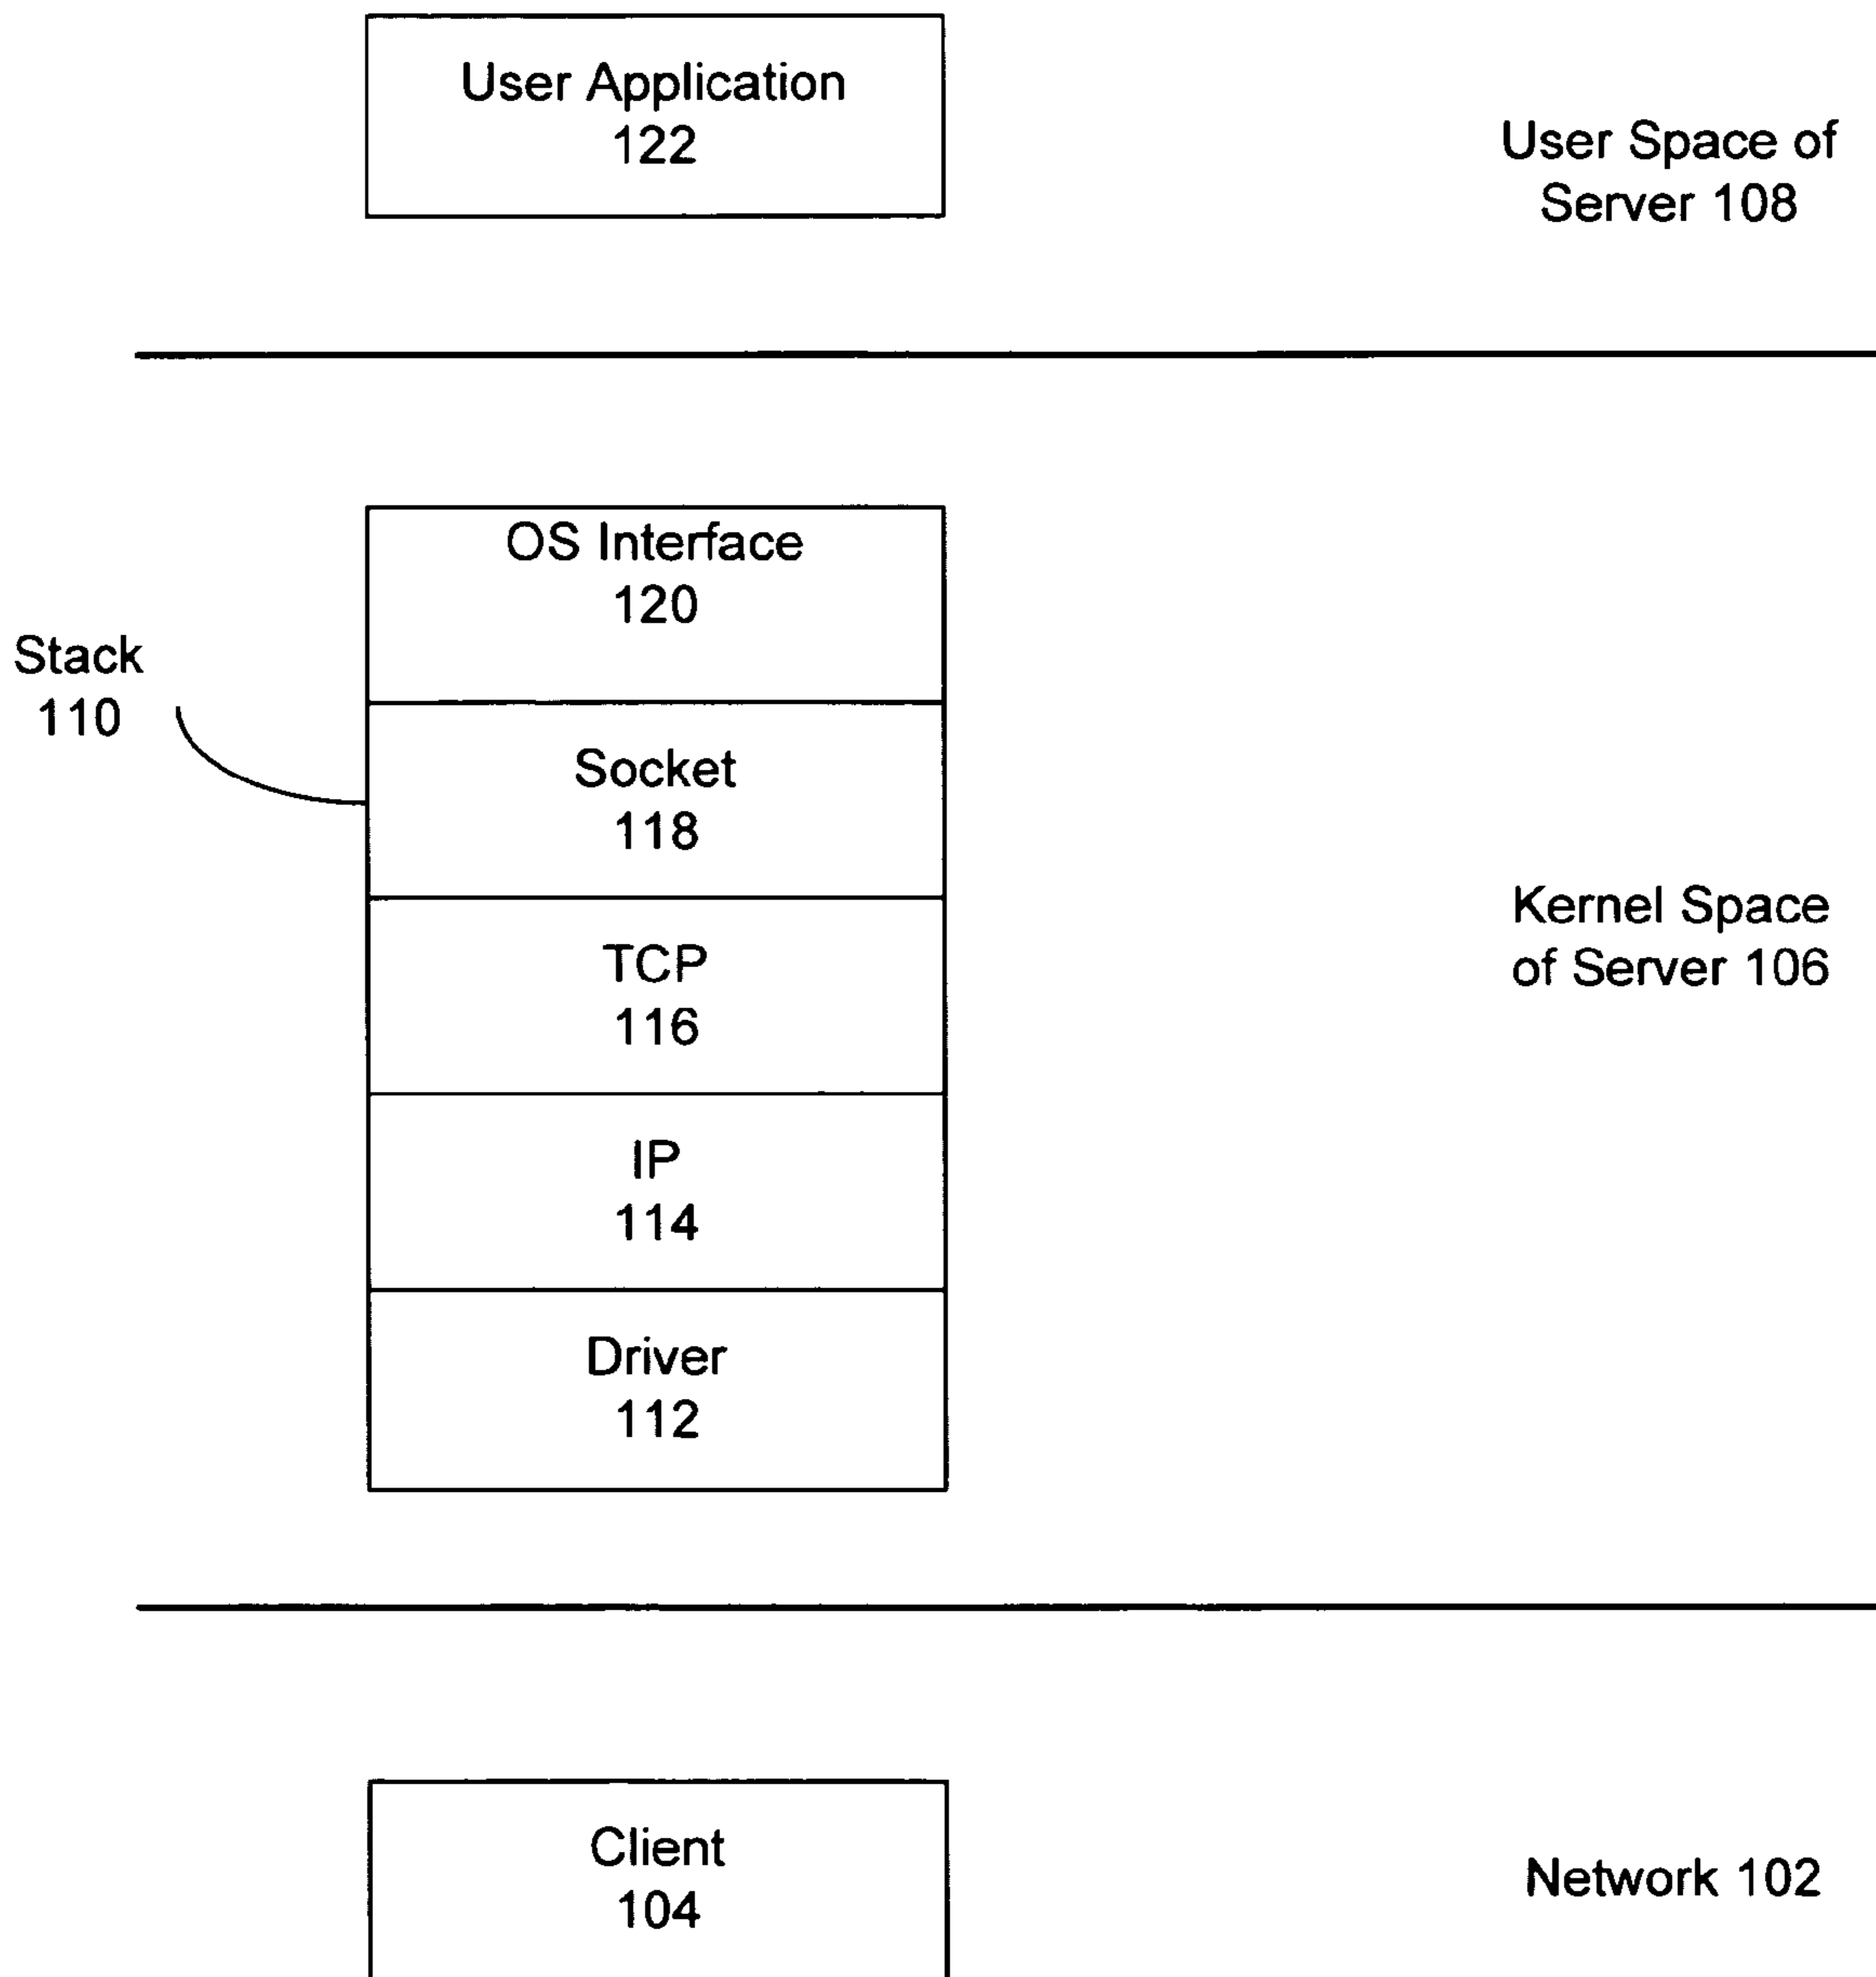 User Application
122
User Space of
Server 108
OS Interface
120
Stack
110
Socket
118
TCP
116
Kernel Space
of Server 106
IP
114
Driver
112
Client
104
Network 102